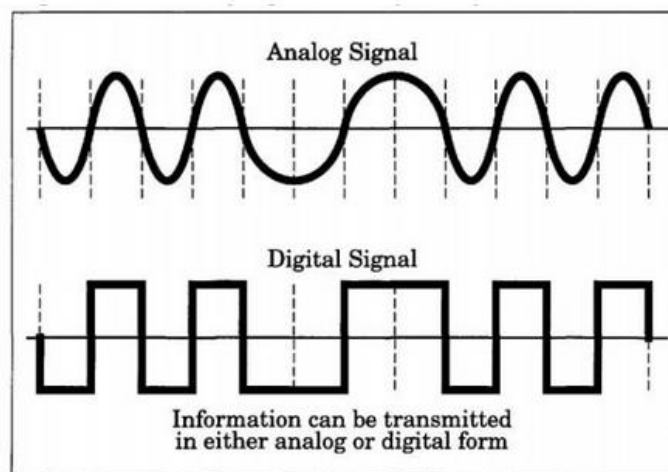 Analog Signal
Digital Signal
Information can be transmitted
in either analog or digital form